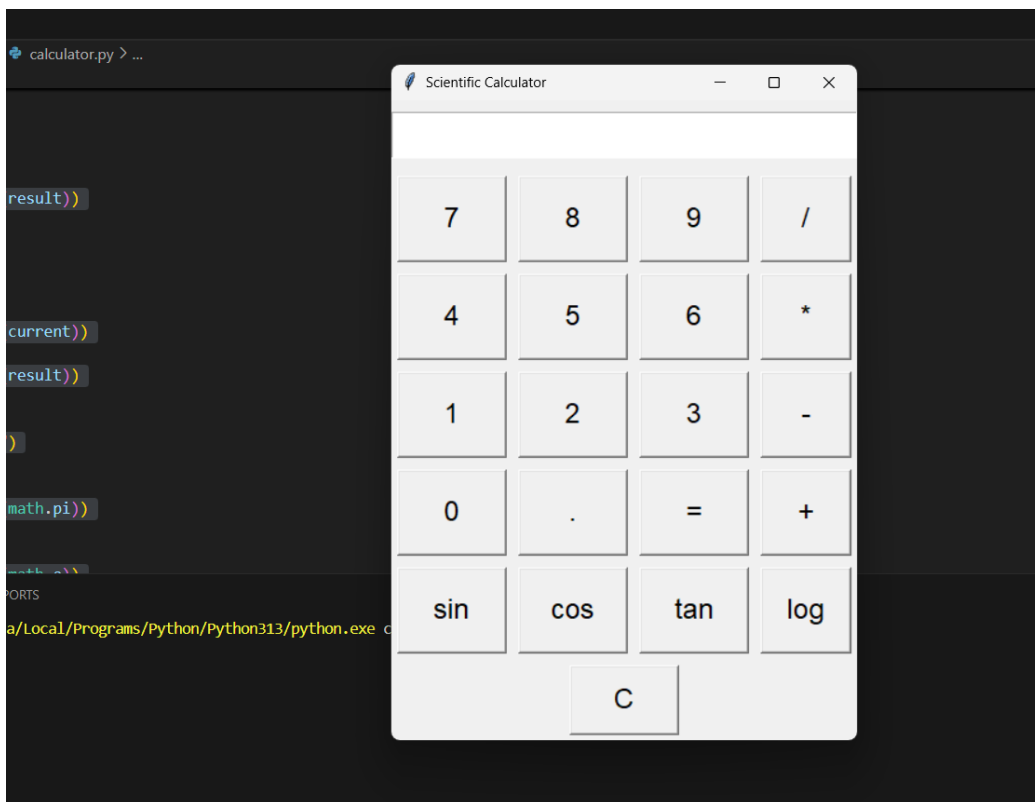 calculator.py > ...
Scientific Calculator
result))
current))
result))
)
math.pi))
PORTS
a/Local/Programs/Python/Python313/python.exe c
7 8 9 /
4 5 6 *
1 2 3 -
0 . = +
sin cos tan log
C